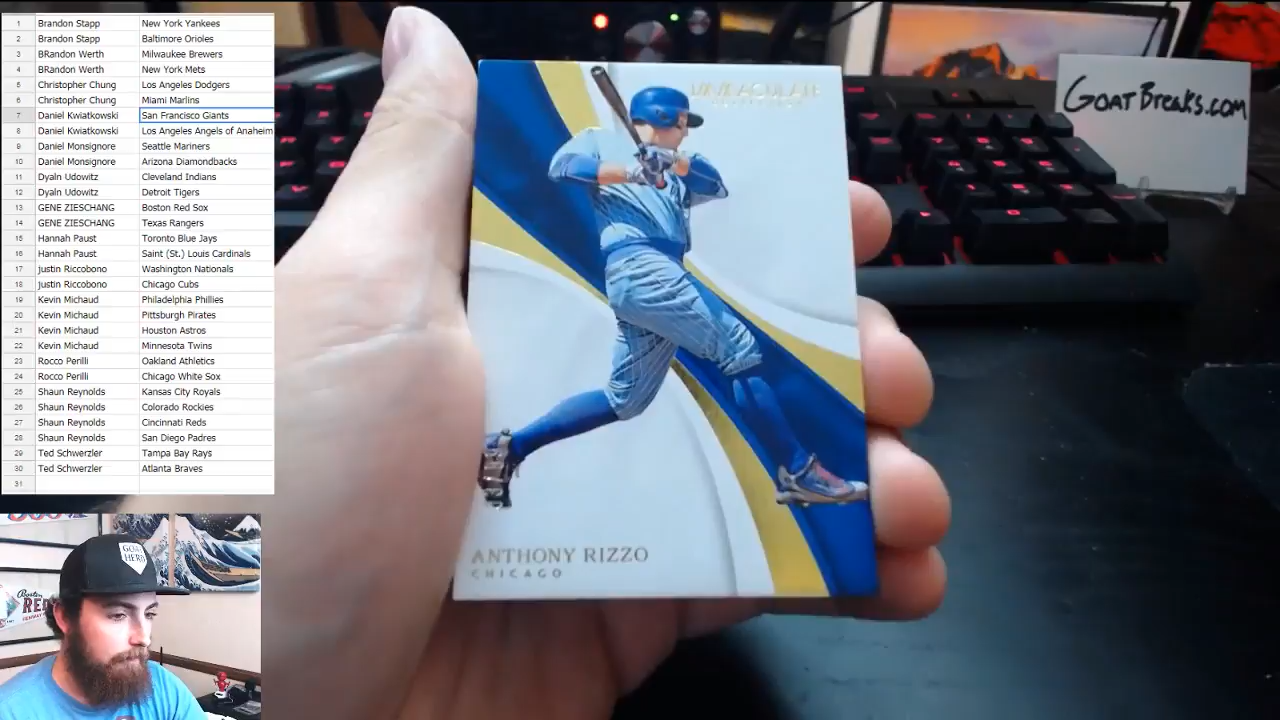 1 Brandon Stapp New York Yankees
2 Brandon Stapp Baltimore Orioles
3 BRandon Werth Milwaukee Brewers
4 BRandon Werth New York Mets
5 Christopher Chung Los Angeles Dodgers
6 Christopher Chung Miami Marlins
7 Daniel Kwiatkowski San Francisco Giants
8 Daniel Kwiatkowski Los Angeles Angels of Anaheim
9 Daniel Monsignore Seattle Mariners
10 Daniel Monsignore Arizona Diamondbacks
11 Dyaln Udowitz Cleveland Indians
12 Dyaln Udowitz Detroit Tigers
13 GENE ZIESCHANG Boston Red Sox
14 GENE ZIESCHANG Texas Rangers
15 Hannah Paust Toronto Blue Jays
16 Hannah Paust Saint (St.) Louis Cardinals
17 justin Riccobono Washington Nationals
18 justin Riccobono Chicago Cubs
19 Kevin Michaud Philadelphia Phillies
20 Kevin Michaud Pittsburgh Pirates
21 Kevin Michaud Houston Astros
22 Kevin Michaud Minnesota Twins
23 Rocco Perilli Oakland Athletics
24 Rocco Perilli Chicago White Sox
25 Shaun Reynolds Kansas City Royals
26 Shaun Reynolds Colorado Rockies
27 Shaun Reynolds Cincinnati Reds
28 Shaun Reynolds San Diego Padres
29 Ted Schwerzler Tampa Bay Rays
30 Ted Schwerzler Atlanta Braves
31
GOATBREAKS.COM
IMMACULATE
COLLECTION
ANTHONY RIZZO
CHICAGO
GOAT
HERD
Boston
RED